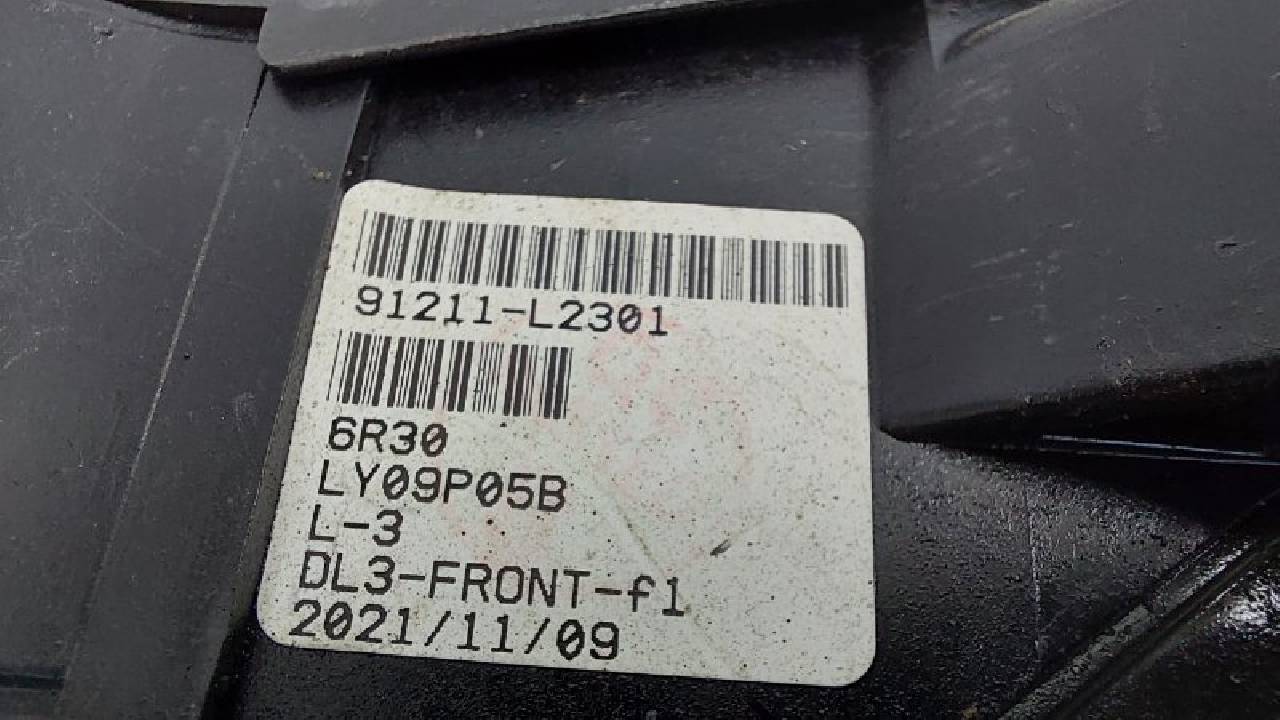 91211-L2301
6R30
LY09P05B
L-3
DL3-FRONT-f1
2021/11/09